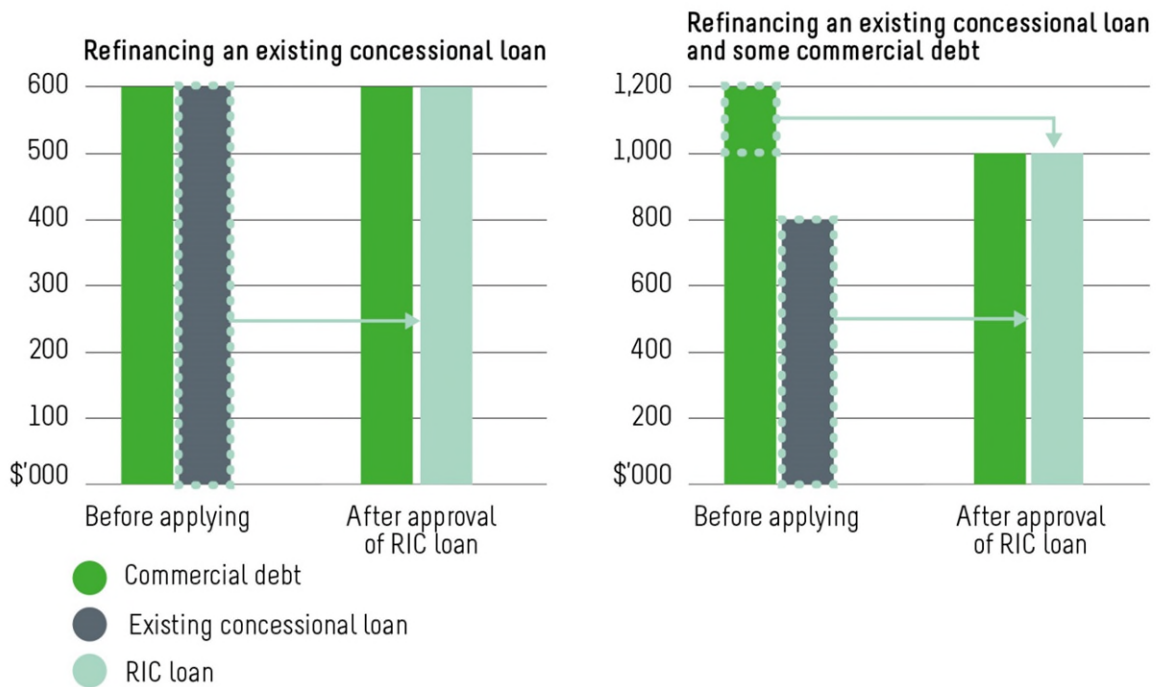 Refinancing an existing concessional loan
600
500
400
300
200
100
$'000
Before applying
After approval
of RIC loan
Refinancing an existing concessional loan
and some commercial debt
1,200
1,000
800
600
400
200
$'000
Before applying
After approval
of RIC loan
Commercial debt
Existing concessional loan
RIC loan